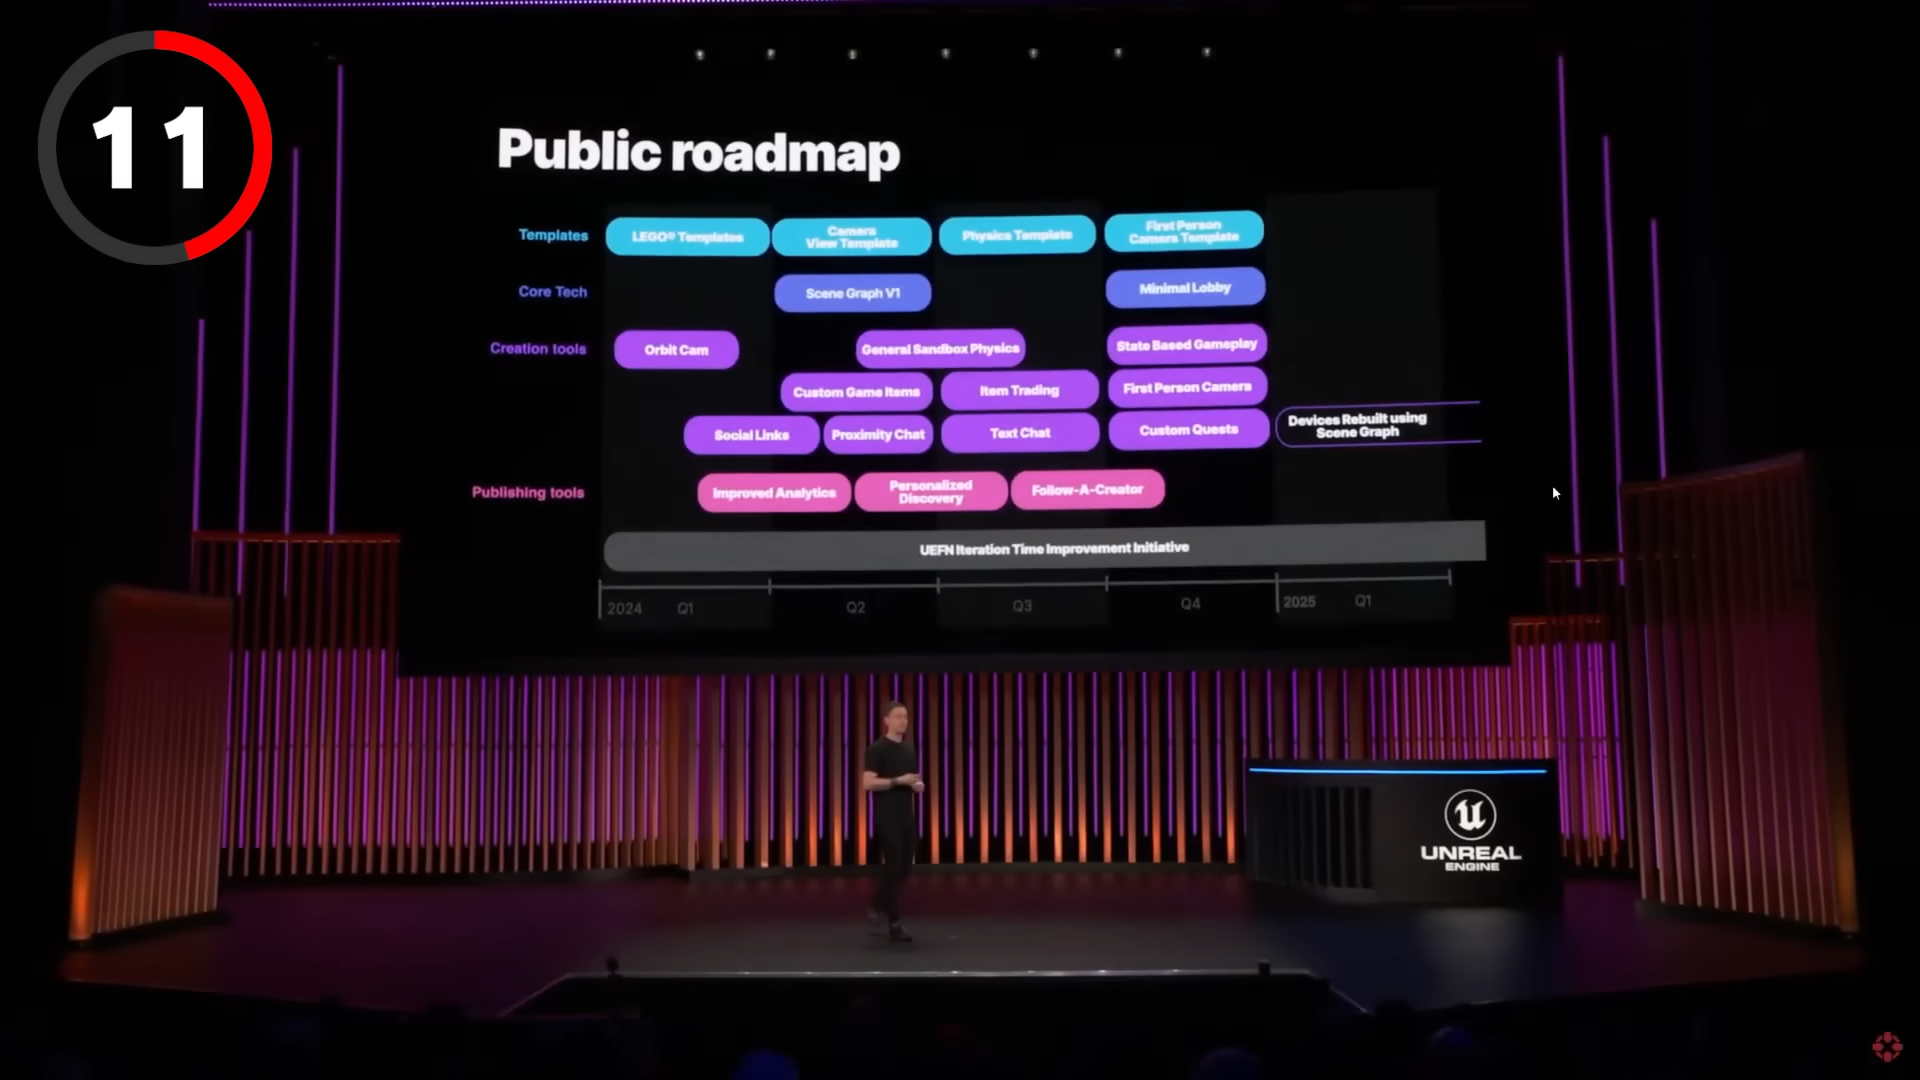 11
Public roadmap
Templates
LEGO® Templates
Camera
View Template
Physics Template
First Person
Camera Template
Core Tech
Scene Graph V1
Minimal Lobby
Creation tools
Orbit Cam
General Sandbox Physics
State Based Gameplay
Custom Game Items
Item Trading
First Person Camera
Social Links
Proximity Chat
Text Chat
Custom Quests
Devices Rebuilt using
Scene Graph
Publishing tools
Improved Analytics
Personalized
Discovery
Follow-A-Creator
UEFN Iteration Time Improvement Initiative
2024 Q1 Q2 Q3 Q4 2025 Q1
UNREAL
ENGINE